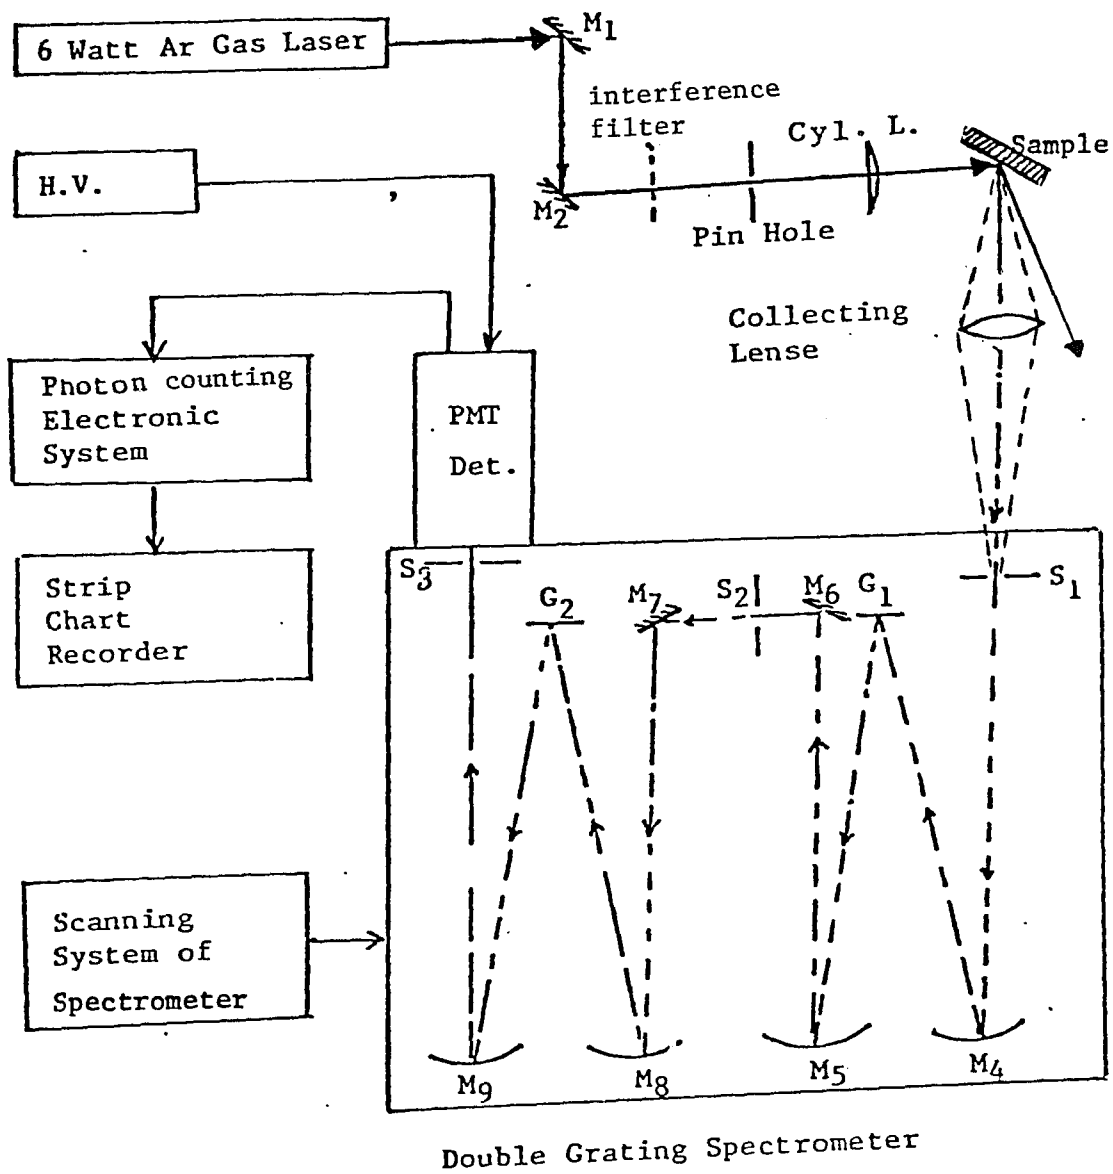 6 Watt Ar Gas Laser
M1
interference
filter
Cyl. L.
Sample
H.V.
M2
Pin Hole
Collecting
Lense
Photon counting
Electronic
System
PMT
Det.
Strip
Chart
Recorder
S3
G2
M7
S2
M6
G1
S1
Scanning
System of
Spectrometer
M9
M8
M5
M4
Double Grating Spectrometer